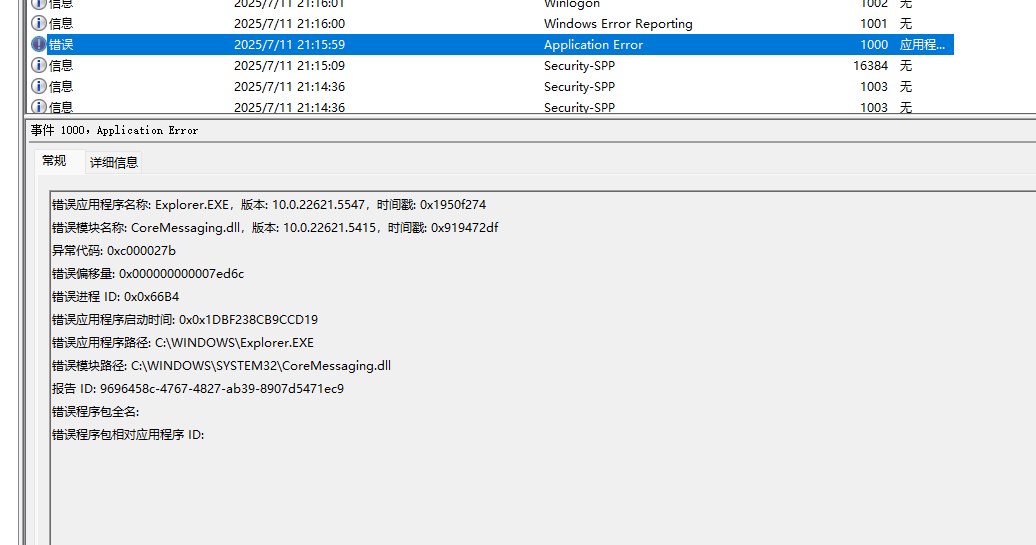 信息 2025/7/11 21:16:01 Winlogon 1002 无
信息 2025/7/11 21:16:00 Windows Error Reporting 1001 无
错误 2025/7/11 21:15:59 Application Error 1000 应用程...
信息 2025/7/11 21:15:09 Security-SPP 16384 无
信息 2025/7/11 21:14:36 Security-SPP 1003 无
信息 2025/7/11 21:14:36 Security-SPP 1003 无
事件 1000，Application Error
常规 详细信息
错误应用程序名称: Explorer.EXE，版本: 10.0.22621.5547，时间戳: 0x1950f274
错误模块名称: CoreMessaging.dll，版本: 10.0.22621.5415，时间戳: 0x919472df
异常代码: 0xc000027b
错误偏移量: 0x000000000007ed6c
错误进程 ID: 0x0x66B4
错误应用程序启动时间: 0x0x1DBF238CB9CCD19
错误应用程序路径: C:\WINDOWS\Explorer.EXE
错误模块路径: C:\WINDOWS\SYSTEM32\CoreMessaging.dll
报告 ID: 9696458c-4767-4827-ab39-8907d5471ec9
错误程序包全名:
错误程序包相对应用程序 ID: